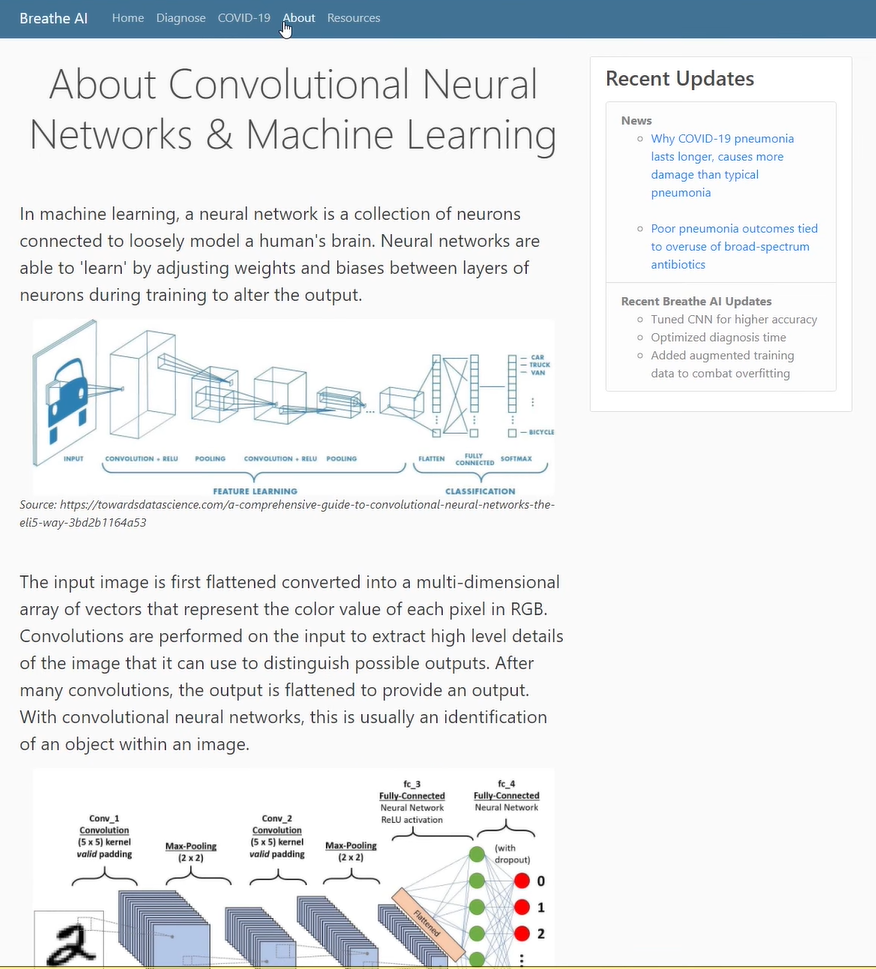 Breathe AI Home Diagnose COVID-19 About Resources
About Convolutional Neural
Networks & Machine Learning
In machine learning, a neural network is a collection of neurons
connected to loosely model a human's brain. Neural networks are
able to 'learn' by adjusting weights and biases between layers of
neurons during training to alter the output.
CAR
TRUCK
VAN
BICYCLE
INPUT CONVOLUTION + RELU POOLING CONVOLUTION + RELU POOLING FLATTEN FULLY
CONNECTED SOFTMAX
FEATURE LEARNING CLASSIFICATION
Source: https://towardsdatascience.com/a-comprehensive-guide-to-convolutional-neural-networks-the-
eli5-way-3bd2b1164a53
The input image is first flattened converted into a multi-dimensional
array of vectors that represent the color value of each pixel in RGB.
Convolutions are performed on the input to extract high level details
of the image that it can use to distinguish possible outputs. After
many convolutions, the output is flattened to provide an output.
With convolutional neural networks, this is usually an identification
of an object within an image.
Conv_1
Convolution
(5 x 5) kernel
valid padding
Max-Pooling
(2 x 2)
Conv_2
Convolution
(5 x 5) kernel
valid padding
Max-Pooling
(2 x 2)
fc_3
Fully-Connected
Neural Network
ReLU activation
fc_4
Fully-Connected
Neural Network
(with
dropout)
Flattened
0
1
2
2
Recent Updates
News
Why COVID-19 pneumonia
lasts longer, causes more
damage than typical
pneumonia
Poor pneumonia outcomes tied
to overuse of broad-spectrum
antibiotics
Recent Breathe AI Updates
Tuned CNN for higher accuracy
Optimized diagnosis time
Added augmented training
data to combat overfitting